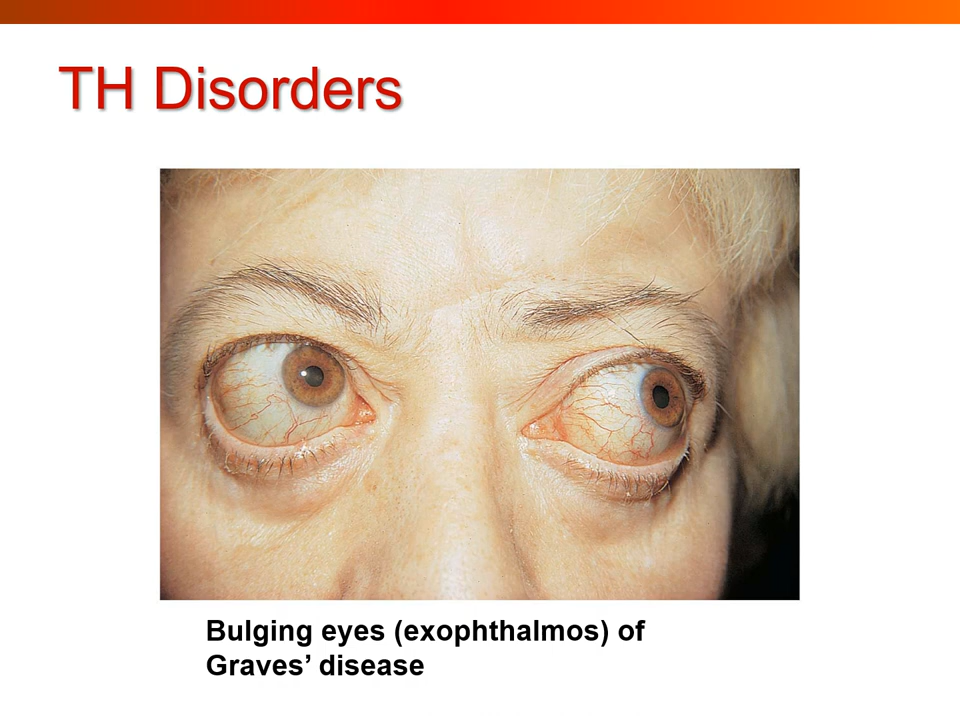 TH Disorders
Bulging eyes (exophthalmos) of
Graves’ disease